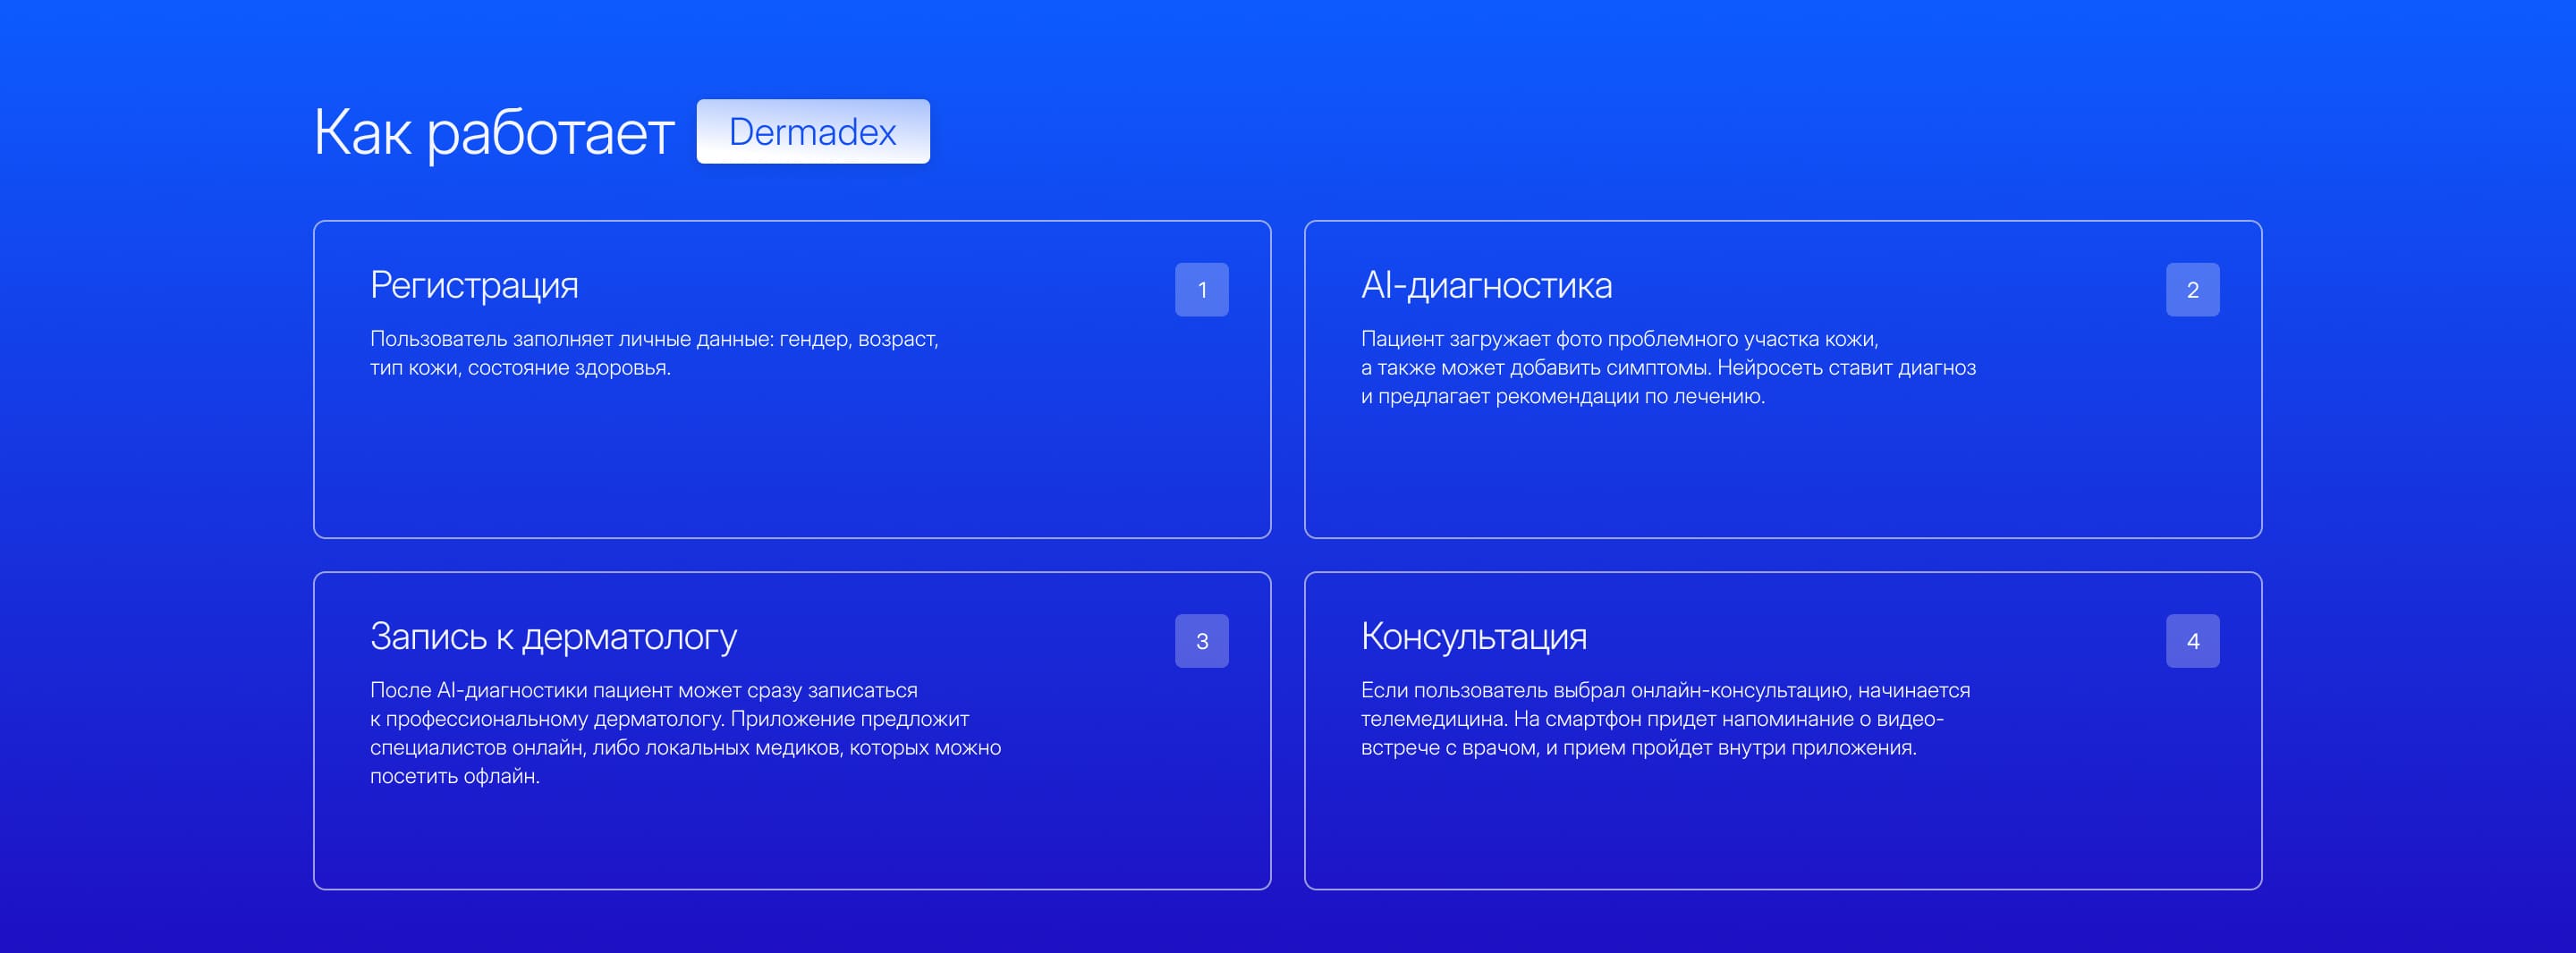 Как работает Dermadex
Регистрация
1
Пользователь заполняет личные данные: гендер, возраст,
тип кожи, состояние здоровья.
AI-диагностика
2
Пациент загружает фото проблемного участка кожи,
а также может добавить симптомы. Нейросеть ставит диагноз
и предлагает рекомендации по лечению.
Запись к дерматологу
3
После AI-диагностики пациент может сразу записаться
к профессиональному дерматологу. Приложение предложит
специалистов онлайн, либо локальных медиков, которых можно
посетить офлайн.
Консультация
4
Если пользователь выбрал онлайн-консультацию, начинается
телемедицина. На смартфон придет напоминание о видео-
встрече с врачом, и прием пройдет внутри приложения.